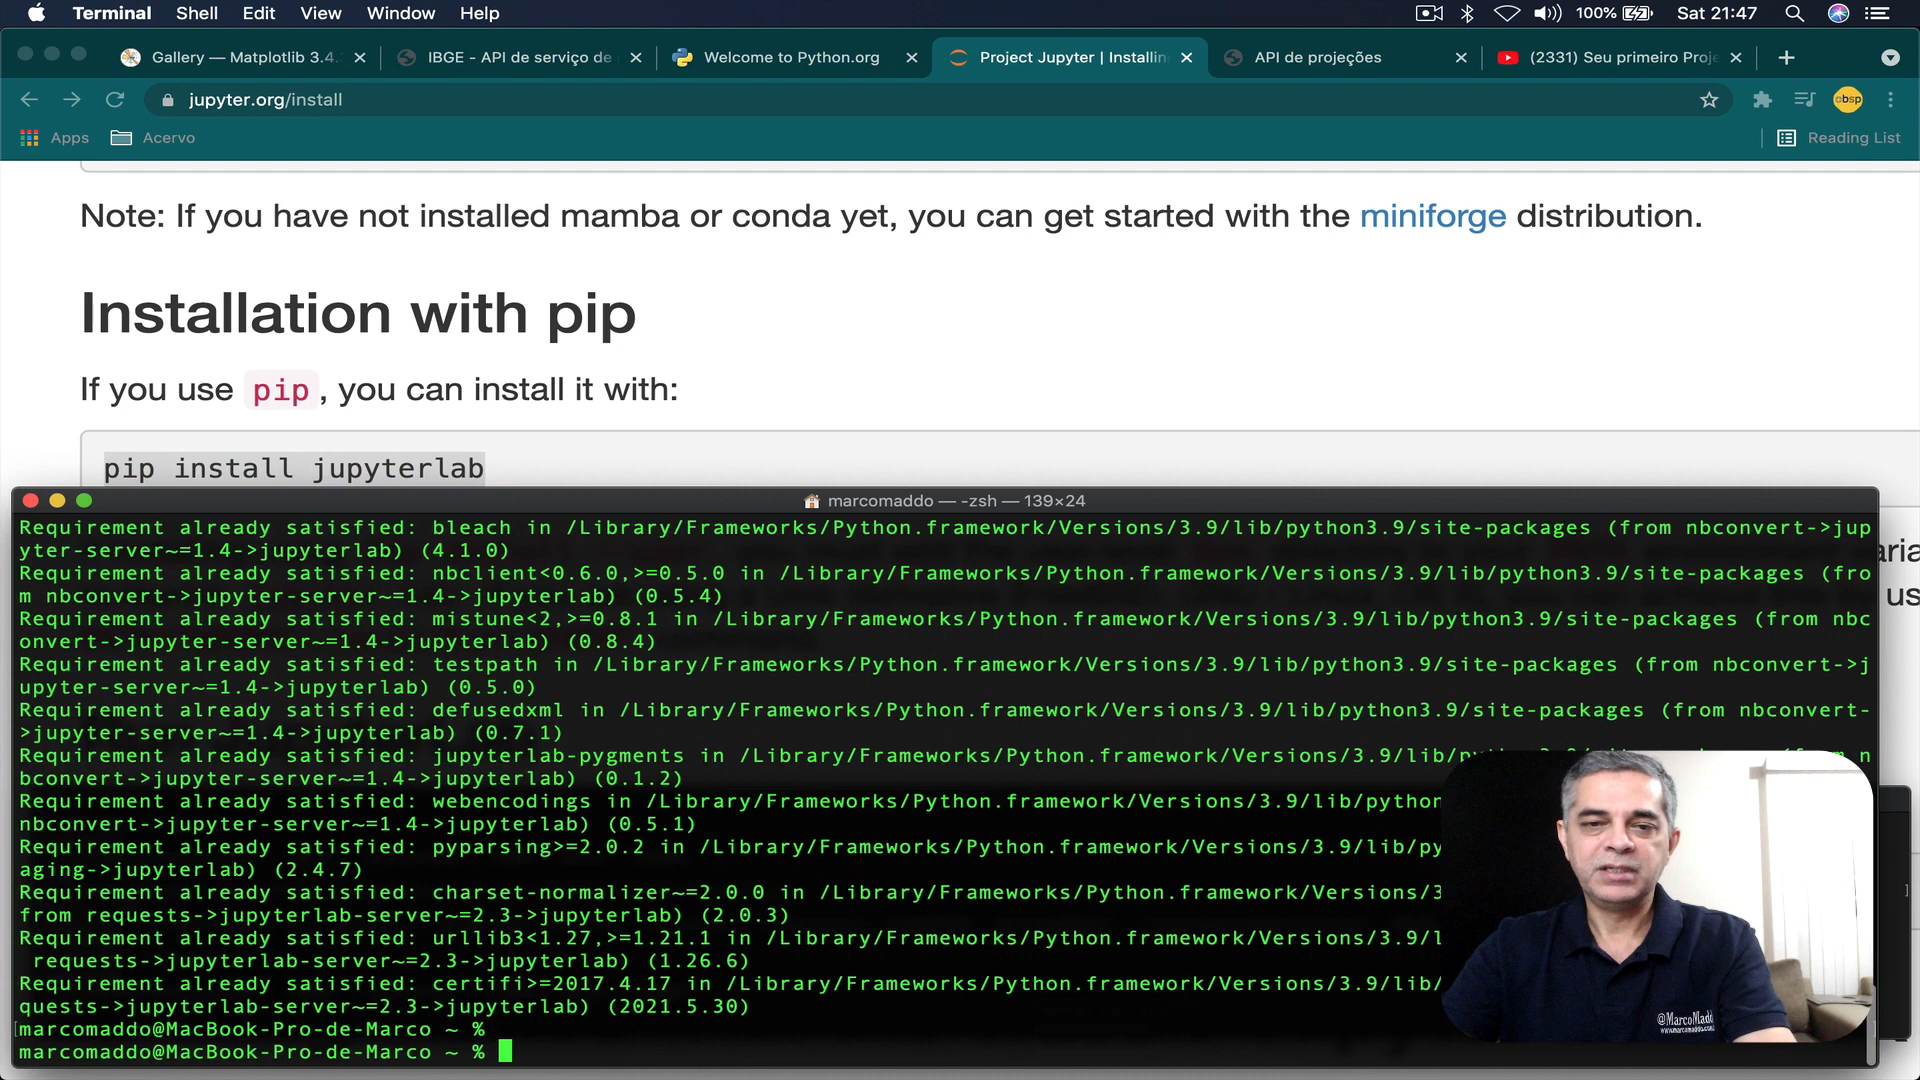 Terminal Shell Edit View Window Help 100% Sat 21:47
Gallery — Matplotlib 3.4. IBGE - API de serviço de Welcome to Python.org Project Jupyter | Installin API de projeções (2331) Seu primeiro Proje
jupyter.org/install absp
Apps Acervo Reading List
Note: If you have not installed mamba or conda yet, you can get started with the miniforge distribution.
Installation with pip
If you use pip, you can install it with:
pip install jupyterlab
marcomaddo — -zsh — 139×24
Requirement already satisfied: bleach in /Library/Frameworks/Python.framework/Versions/3.9/lib/python3.9/site-packages (from nbconvert->jup
yter-server~=1.4->jupyterlab) (4.1.0)
Requirement already satisfied: nbclient<0.6.0,>=0.5.0 in /Library/Frameworks/Python.framework/Versions/3.9/lib/python3.9/site-packages (fro
m nbconvert->jupyter-server~=1.4->jupyterlab) (0.5.4)
Requirement already satisfied: mistune<2,>=0.8.1 in /Library/Frameworks/Python.framework/Versions/3.9/lib/python3.9/site-packages (from nbc
onvert->jupyter-server~=1.4->jupyterlab) (0.8.4)
Requirement already satisfied: testpath in /Library/Frameworks/Python.framework/Versions/3.9/lib/python3.9/site-packages (from nbconvert->j
upyter-server~=1.4->jupyterlab) (0.5.0)
Requirement already satisfied: defusedxml in /Library/Frameworks/Python.framework/Versions/3.9/lib/python3.9/site-packages (from nbconvert-
>jupyter-server~=1.4->jupyterlab) (0.7.1)
Requirement already satisfied: jupyterlab-pygments in /Library/Frameworks/Python.framework/Versions/3.9/lib/python3.9/site-packages (from n
bconvert->jupyter-server~=1.4->jupyterlab) (0.1.2)
Requirement already satisfied: webencodings in /Library/Frameworks/Python.framework/Versions/3.9/lib/python
nbconvert->jupyter-server~=1.4->jupyterlab) (0.5.1)
Requirement already satisfied: pyparsing>=2.0.2 in /Library/Frameworks/Python.framework/Versions/3.9/lib/py
aging->jupyterlab) (2.4.7)
Requirement already satisfied: charset-normalizer~=2.0.0 in /Library/Frameworks/Python.framework/Versions/3
from requests->jupyterlab-server~=2.3->jupyterlab) (2.0.3)
Requirement already satisfied: urllib3<1.27,>=1.21.1 in /Library/Frameworks/Python.framework/Versions/3.9/l
requests->jupyterlab-server~=2.3->jupyterlab) (1.26.6)
Requirement already satisfied: certifi>=2017.4.17 in /Library/Frameworks/Python.framework/Versions/3.9/lib/
quests->jupyterlab-server~=2.3->jupyterlab) (2021.5.30)
[marcomaddo@MacBook-Pro-de-Marco ~ %
marcomaddo@MacBook-Pro-de-Marco ~ %
@MarcoMadd